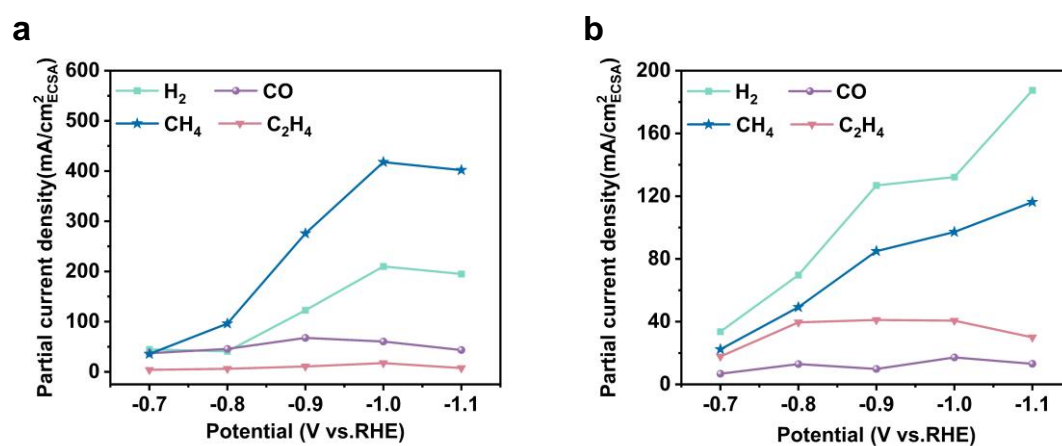 a
Partial current density(mA/cm²ECSA)
600
500
400
300
200
100
0
H₂ CO
CH₄ C₂H₄
-0.7 -0.8 -0.9 -1.0 -1.1
Potential (V vs.RHE)
b
Partial current density(mA/cm²ECSA)
200
160
120
80
40
0
H₂ CO
CH₄ C₂H₄
-0.7 -0.8 -0.9 -1.0 -1.1
Potential (V vs.RHE)